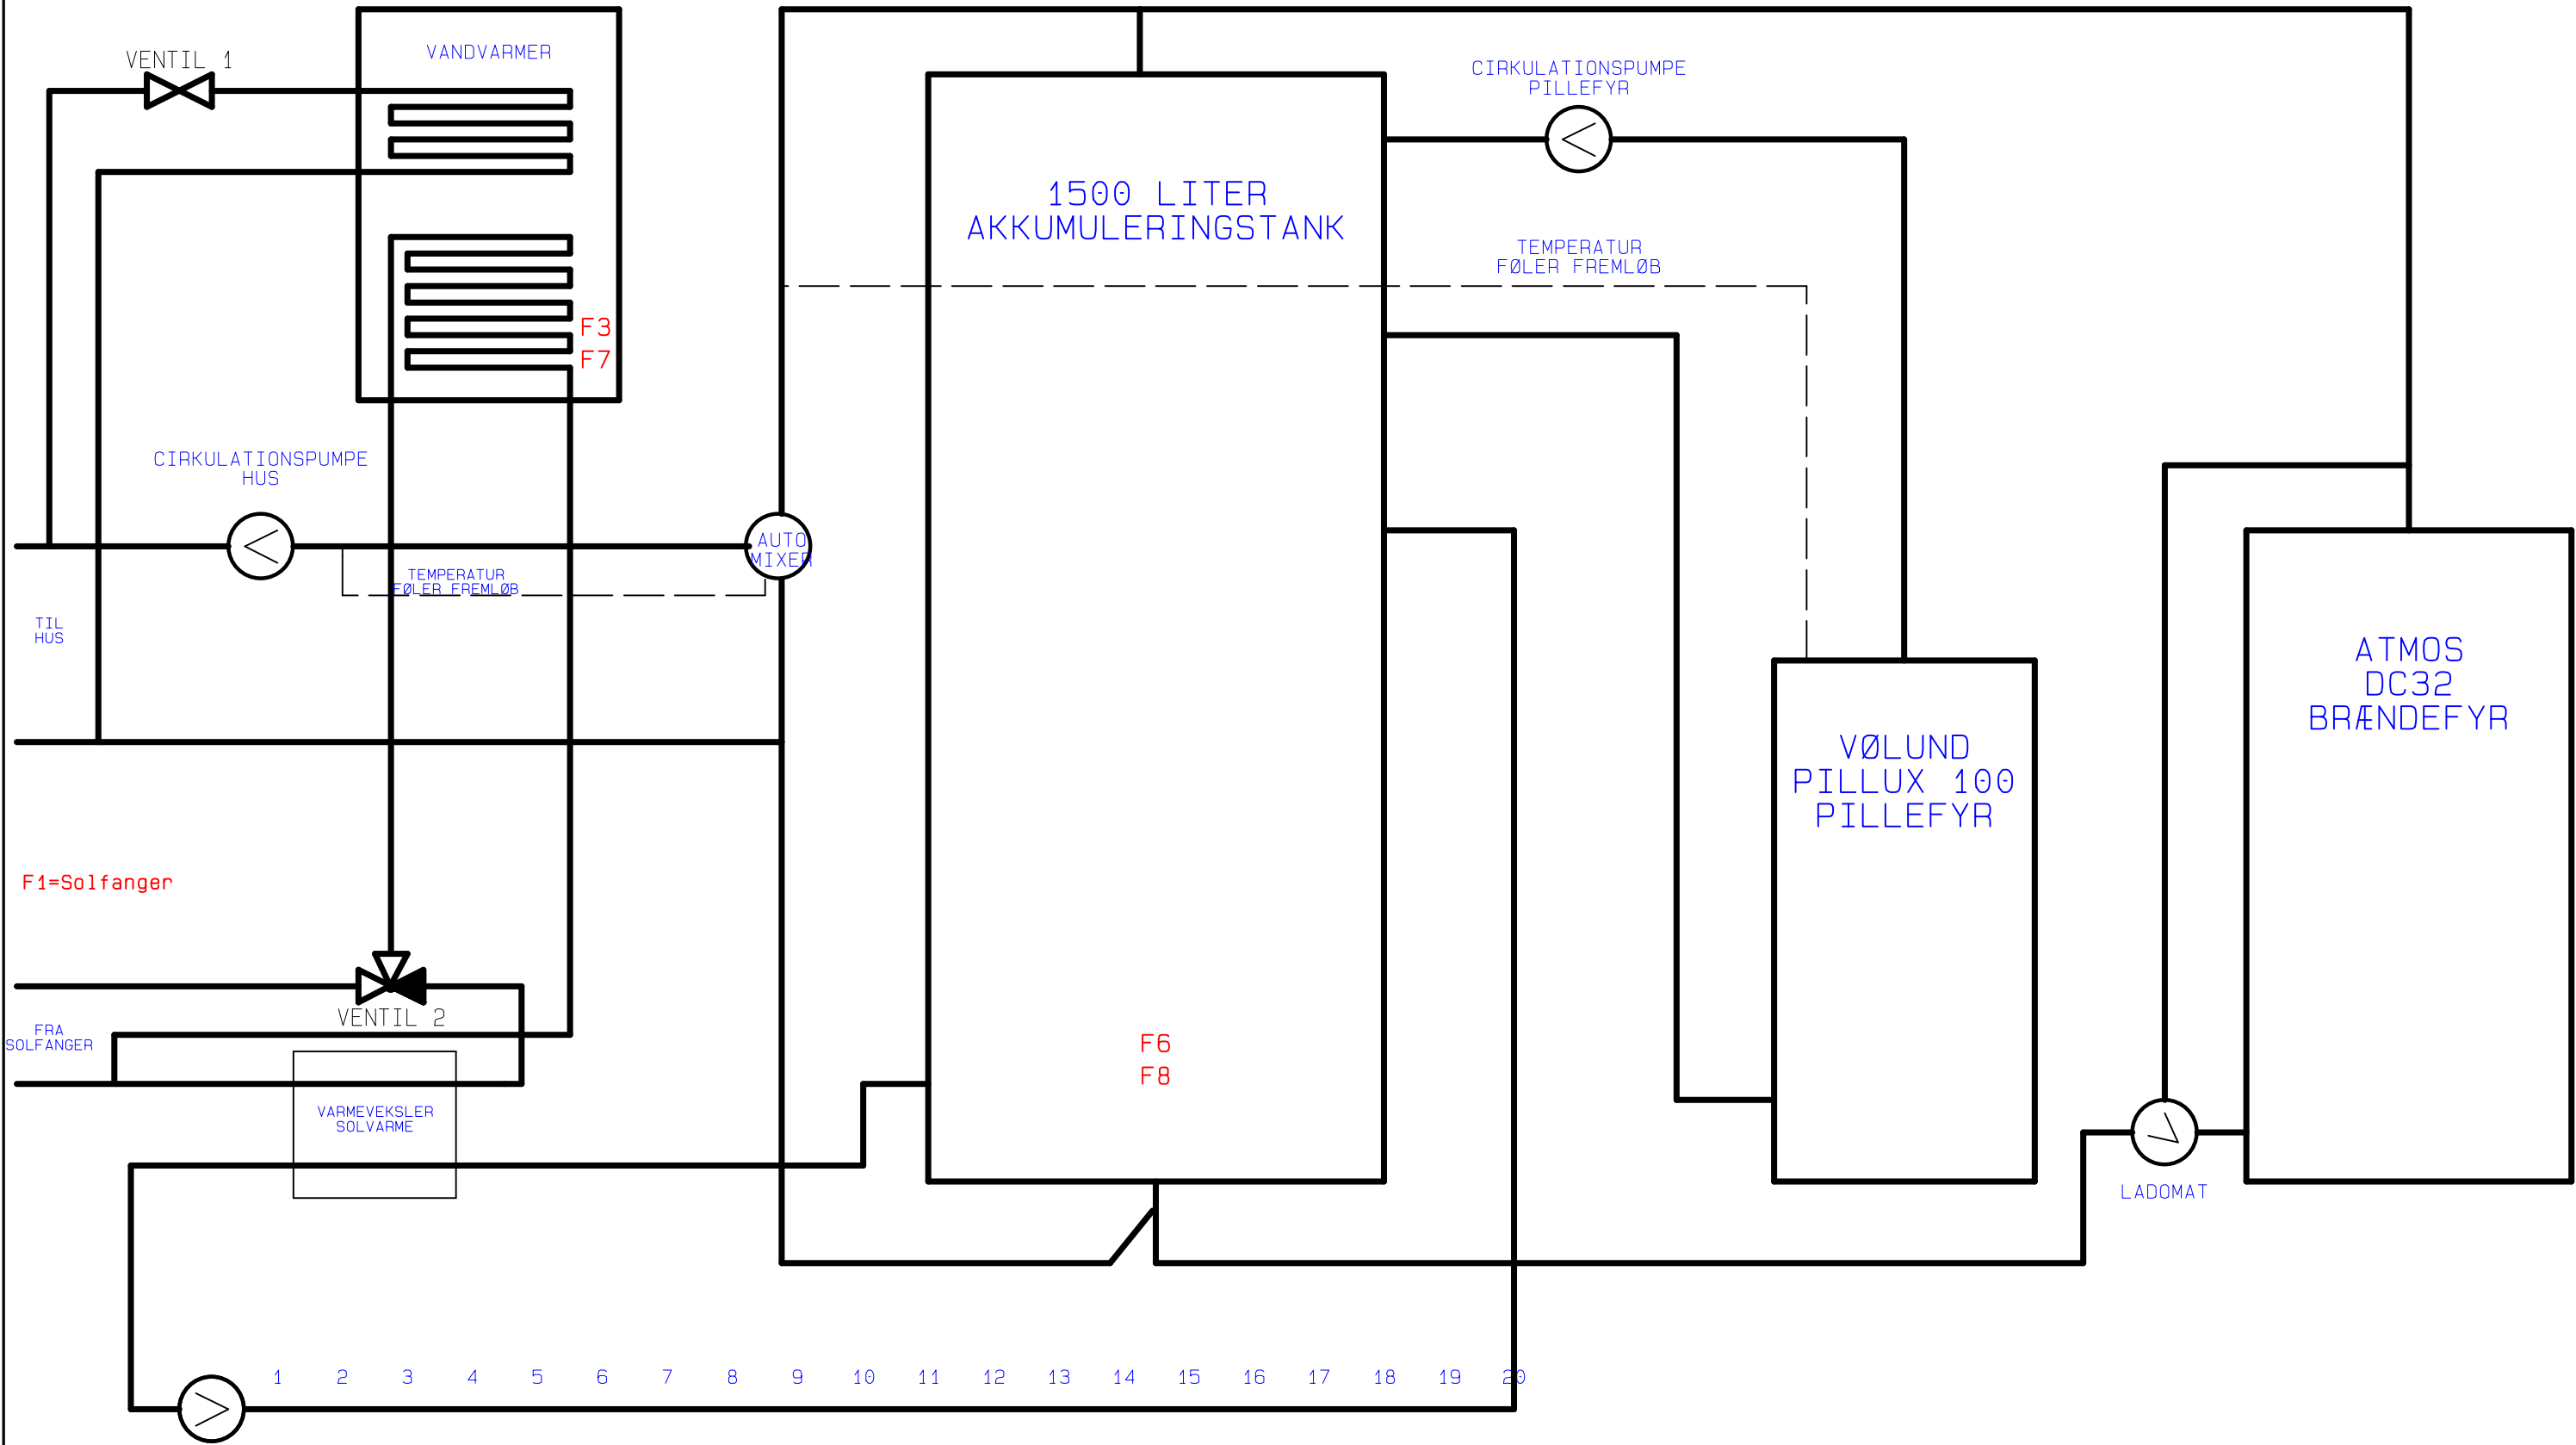 VENTIL 1
VANDVARMER
CIRKULATIONSPUMPE
PILLEFYR
1500 LITER
AKKUMULERINGSTANK
TEMPERATUR
FØLER FREMLØB
F3
F7
CIRKULATIONSPUMPE
HUS
AUTO
MIXER
TEMPERATUR
FØLER FREMLØB
TIL
HUS
ATMOS
DC32
BRÆNDEFYR
VØLUND
PILLUX 100
PILLEFYR
F1=Solfanger
VENTIL 2
FRA
SOLFANGER
F6
F8
VARMEVEKSLER
SOLVARME
LADOMAT
1 2 3 4 5 6 7 8 9 10 11 12 13 14 15 16 17 18 19 20